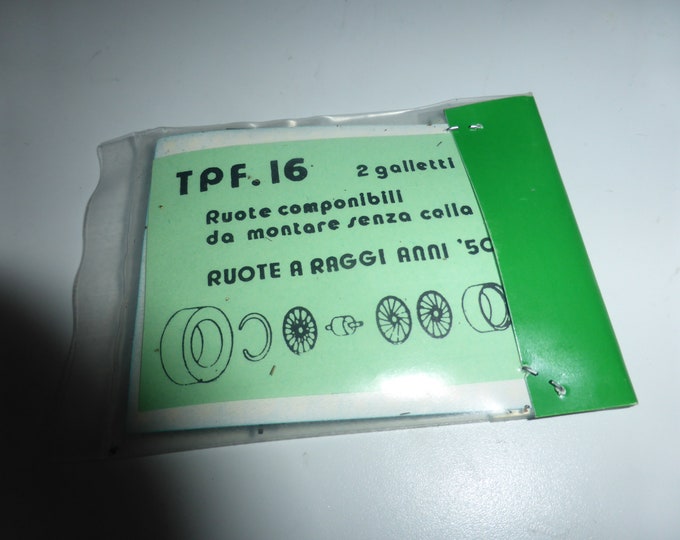 TPF.16 2 galletti
Ruote componibili
da montare senza colla
RUOTE A RAGGI ANNI '50